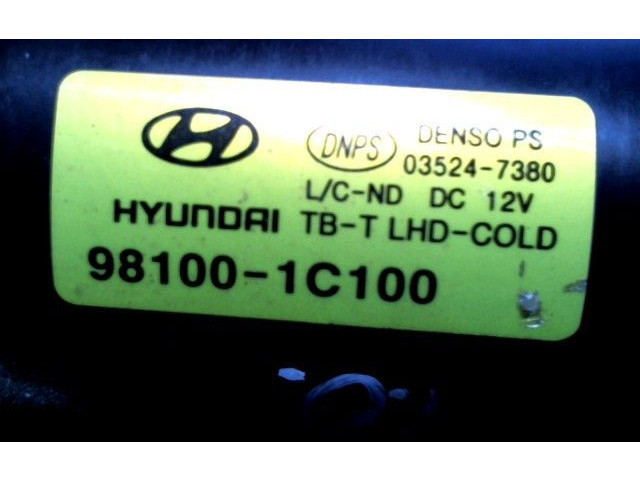 DNPS DENSO PS
03524-7380
L/C-ND DC 12V
HYUNDAI TB-T LHD-COLD
98100-1C100